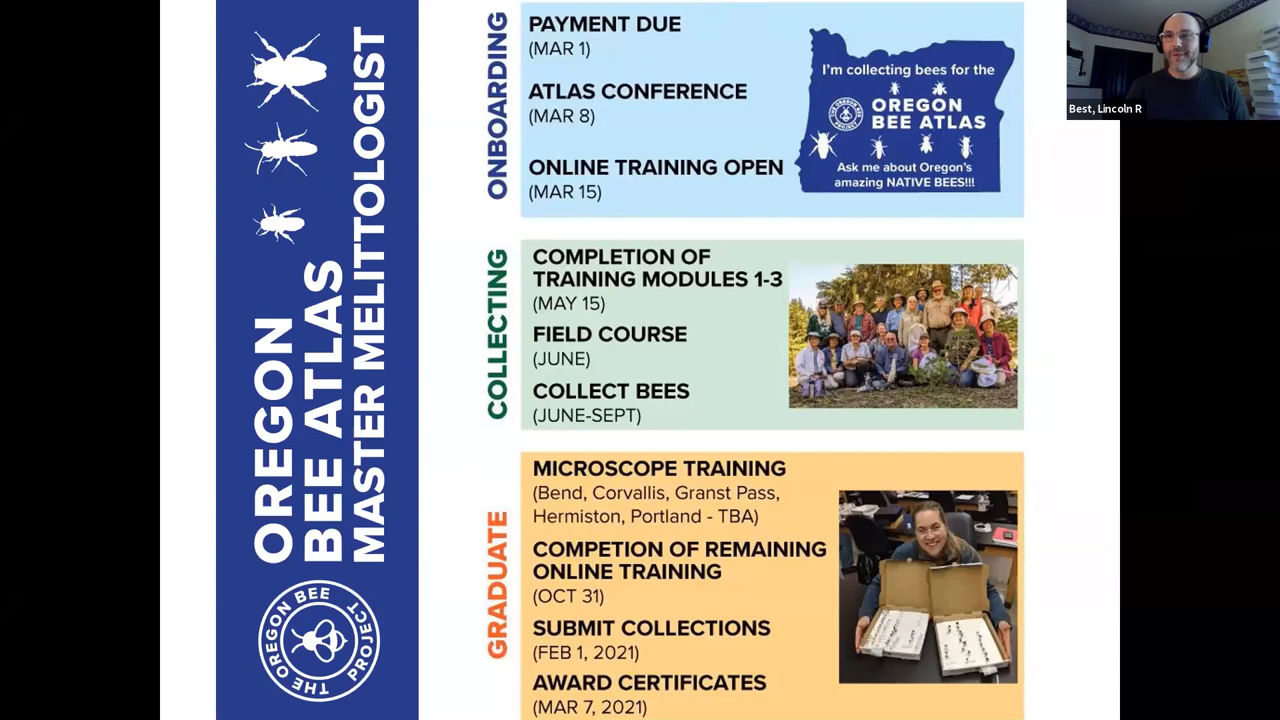 OREGON
BEE ATLAS
MASTER MELITTOLOGIST
THE OREGON BEE PROJECT
ONBOARDING
PAYMENT DUE
(MAR 1)
ATLAS CONFERENCE
(MAR 8)
ONLINE TRAINING OPEN
(MAR 15)
I'm collecting bees for the
THE OREGON BEE PROJECT
OREGON
BEE ATLAS
Ask me about Oregon's
amazing NATIVE BEES!!!
COLLECTING
COMPLETION OF
TRAINING MODULES 1-3
(MAY 15)
FIELD COURSE
(JUNE)
COLLECT BEES
(JUNE-SEPT)
GRADUATE
MICROSCOPE TRAINING
(Bend, Corvallis, Granst Pass,
Hermiston, Portland - TBA)
COMPETION OF REMAINING
ONLINE TRAINING
(OCT 31)
SUBMIT COLLECTIONS
(FEB 1, 2021)
AWARD CERTIFICATES
(MAR 7, 2021)
Best, Lincoln R